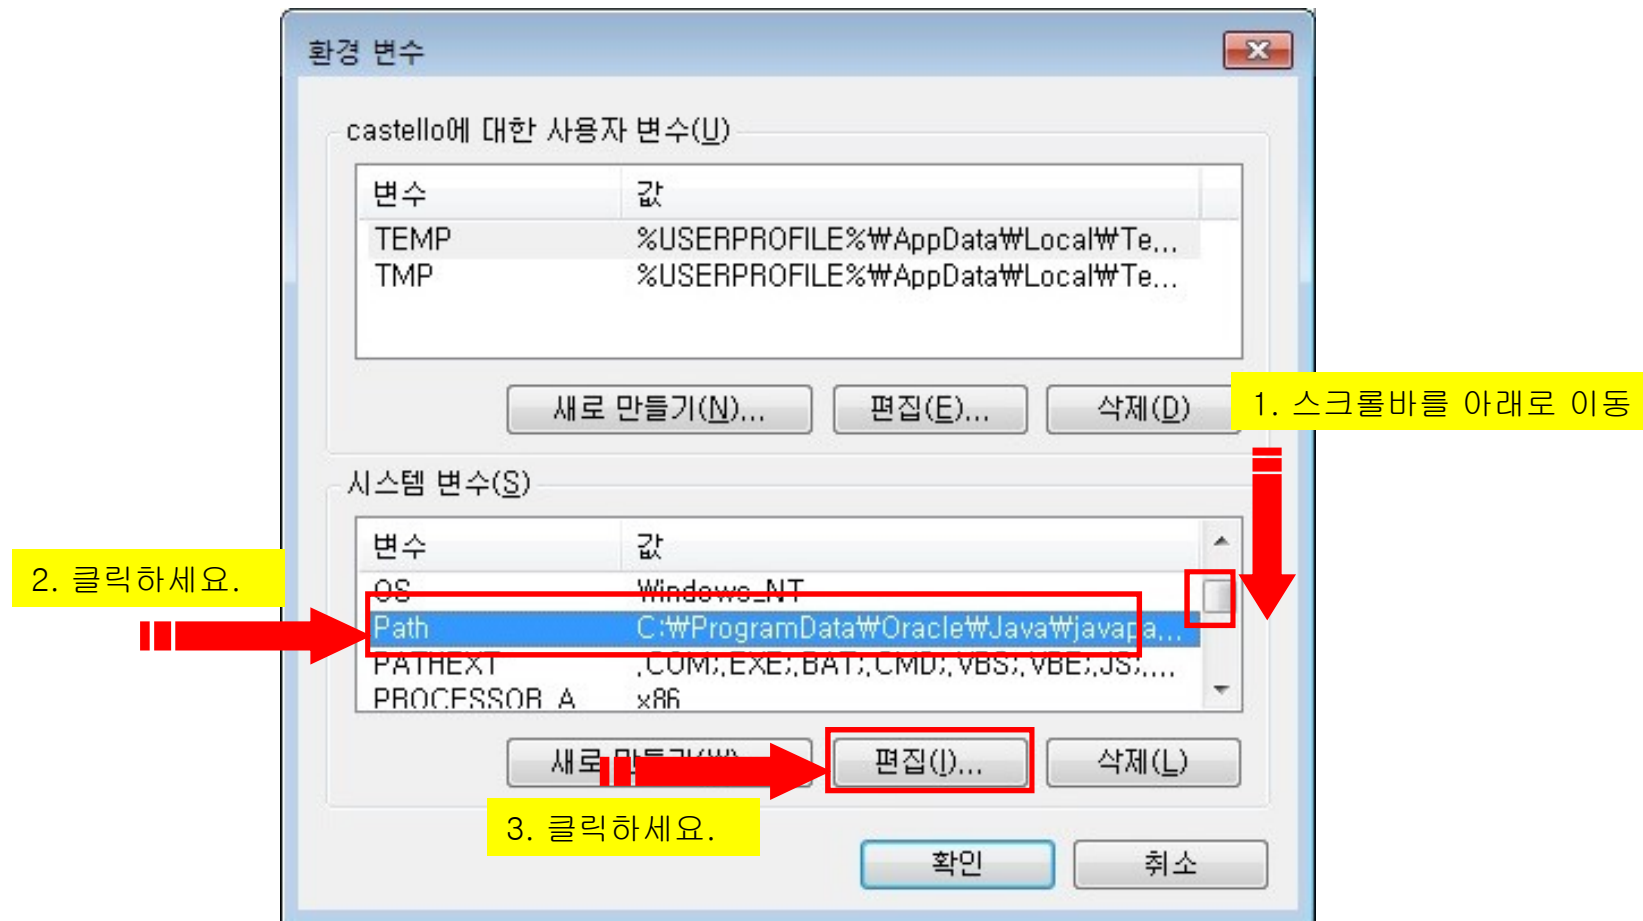 환경 변수
castello에 대한 사용자 변수(U)
변수 값
TEMP %USERPROFILE%₩AppData₩Local₩Te...
TMP %USERPROFILE%₩AppData₩Local₩Te...
새로 만들기(N)... 편집(E)... 삭제(D)
1. 스크롤바를 아래로 이동
시스템 변수(S)
변수 값
2. 클릭하세요.
OS Windows_NT
Path C:₩ProgramData₩Oracle₩Java₩javapa...
PATHEXT .COM;.EXE;.BAT;.CMD;.VBS;.VBE;.JS;....
PROCESSOR_A... x86
새로 만들기(W)... 편집(I)... 삭제(L)
3. 클릭하세요.
확인 취소